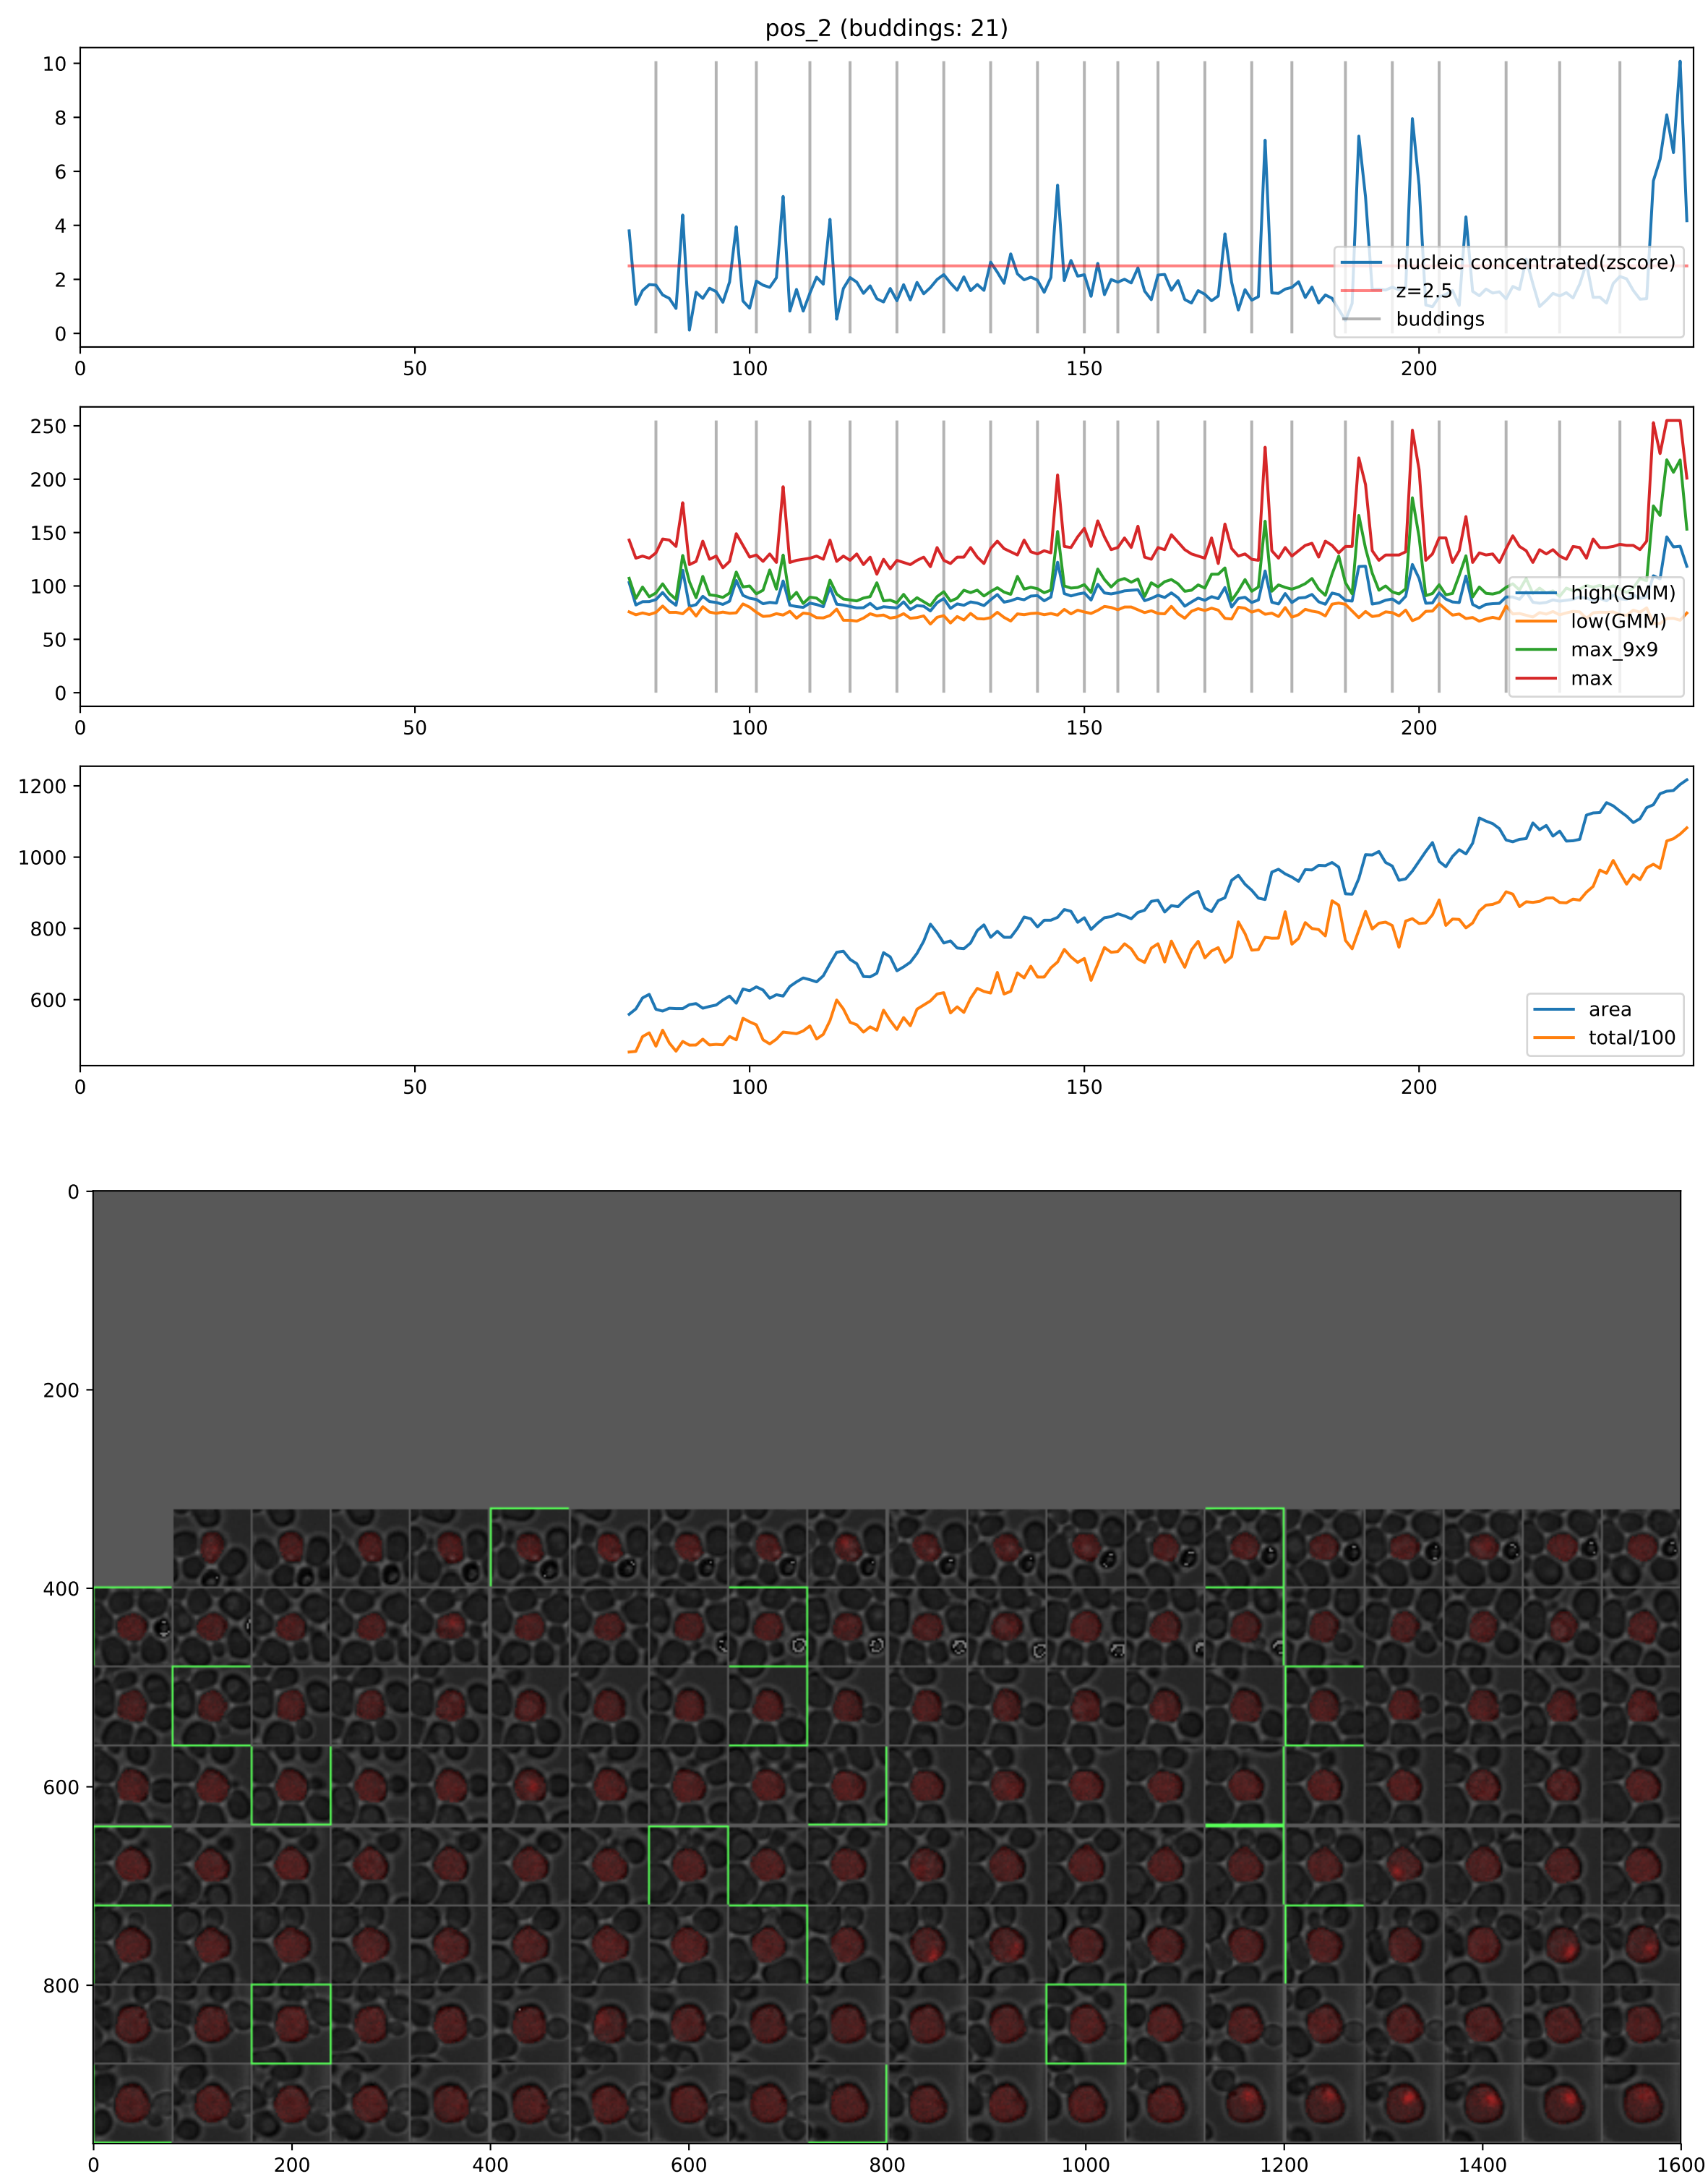 pos_2 (buddings: 21)
10
8
6
4
2
0
nucleic concentrated(zscore)
z=2.5
buddings
0 50 100 150 200
250
200
150
100
50
0
high(GMM)
low(GMM)
max_9x9
max
0 50 100 150 200
1200
1000
800
600
area
total/100
0 50 100 150 200
0
200
400
600
800
0 200 400 600 800 1000 1200 1400 1600